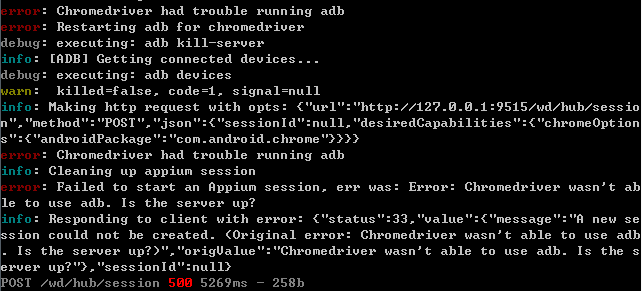 error: Chromedriver had trouble running adb
error: Restarting adb for chromedriver
debug: executing: adb kill-server
info: [ADB] Getting connected devices...
debug: executing: adb devices
warn:  killed=false, code=1, signal=null
info: Making http request with opts: {"url":"http://127.0.0.1:9515/wd/hub/sessio
n","method":"POST","json":{"sessionId":null,"desiredCapabilities":{"chromeOption
s":{"androidPackage":"com.android.chrome"}}}}
error: Chromedriver had trouble running adb
info: Cleaning up appium session
error: Failed to start an Appium session, err was: Error: Chromedriver wasn't ab
le to use adb. Is the server up?
info: Responding to client with error: {"status":33,"value":{"message":"A new se
ssion could not be created. (Original error: Chromedriver wasn't able to use adb
. Is the server up?)","origValue":"Chromedriver wasn't able to use adb. Is the s
erver up?"},"sessionId":null}
POST /wd/hub/session 500 5269ms - 258b